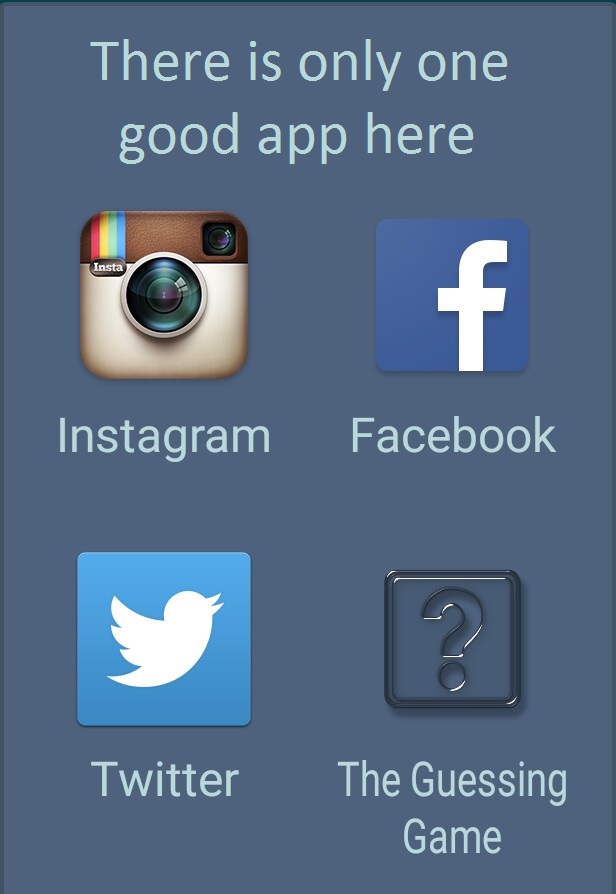 There is only one
good app here
Insta
Instagram
Facebook
Twitter
The Guessing
Game